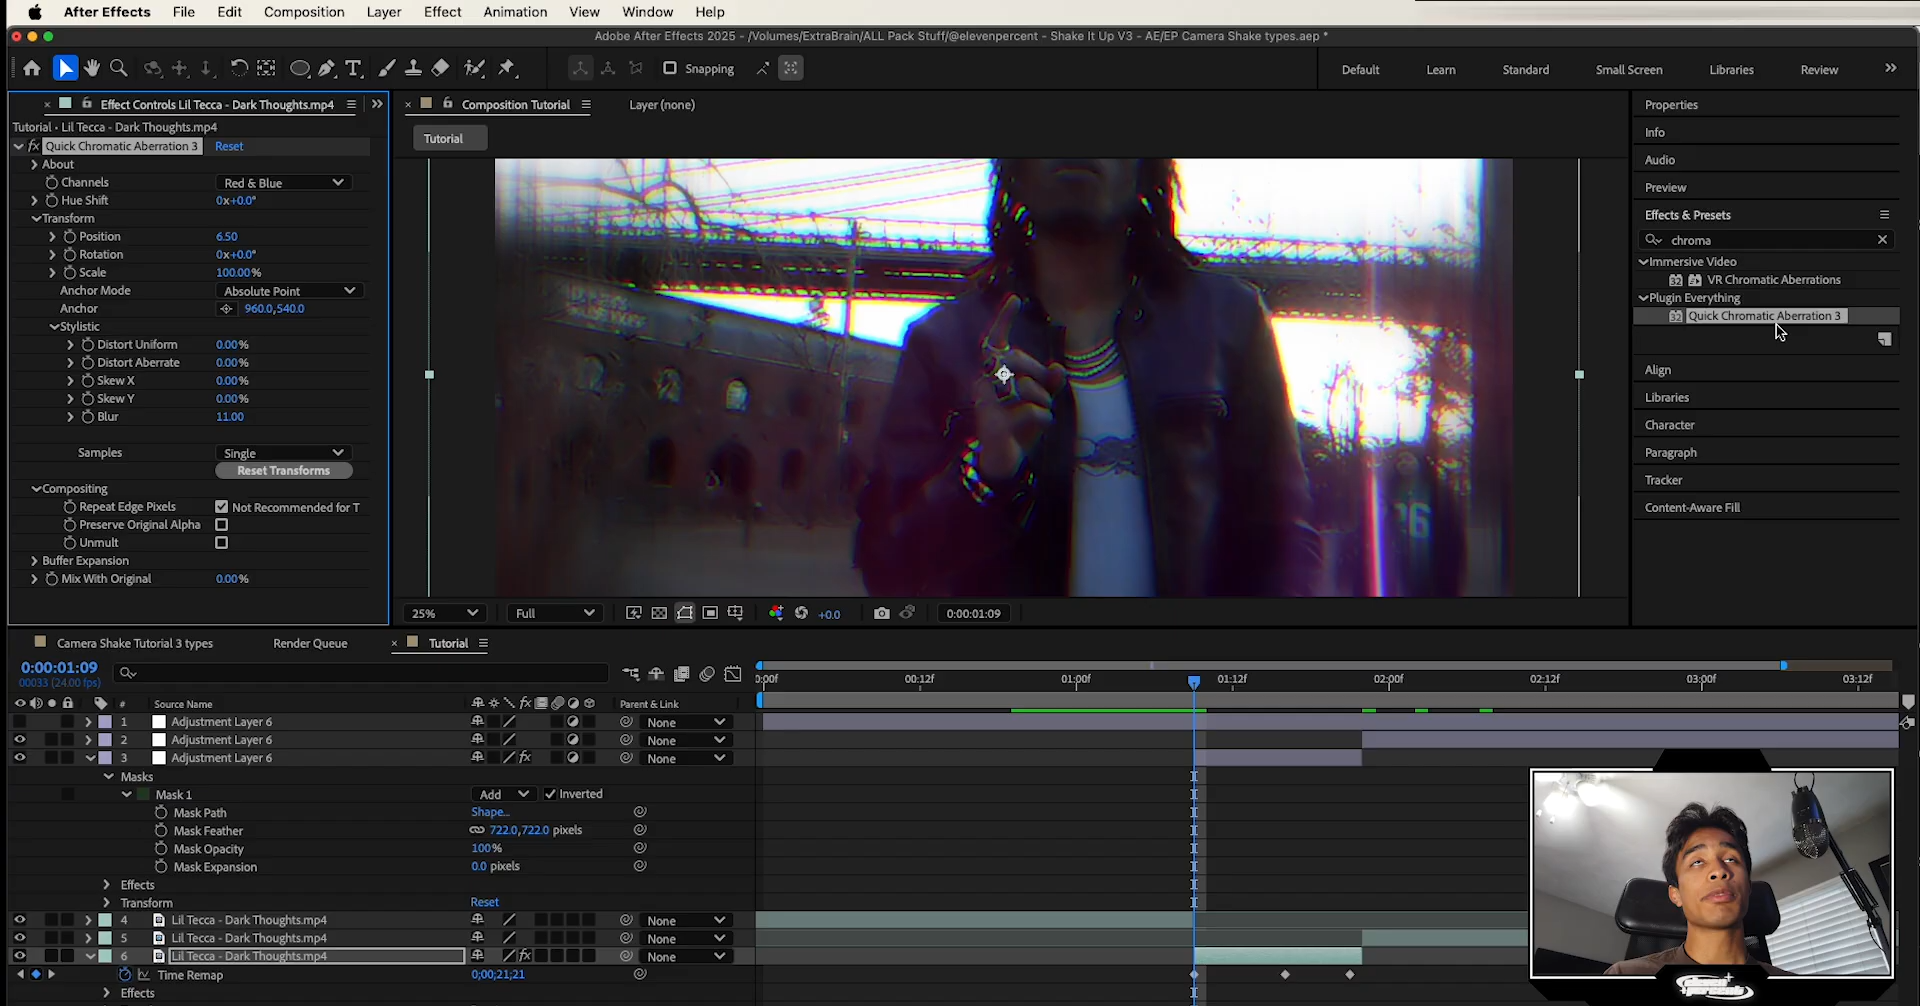 After Effects File Edit Composition Layer Effect Animation View Window Help
Adobe After Effects 2025 - /Volumes/ExtraBrain/ALL Pack Stuff/@elevenpercent - Shake It Up V3 - AE/EP Camera Shake types.aep *
Snapping Default Learn Standard Small Screen Libraries Review
Effect Controls Lil Tecca - Dark Thoughts.mp4
Tutorial • Lil Tecca - Dark Thoughts.mp4
fx Quick Chromatic Aberration 3 Reset
About
Channels Red & Blue
Hue Shift 0x+0.0°
Transform
Position 6.50
Rotation 0x+0.0°
Scale 100.00%
Anchor Mode Absolute Point
Anchor 960.0,540.0
Stylistic
Distort Uniform 0.00%
Distort Aberrate 0.00%
Skew X 0.00%
Skew Y 0.00%
Blur 11.00
Samples Single
Reset Transforms
Compositing
Repeat Edge Pixels Not Recommended for T
Preserve Original Alpha
Unmult
Buffer Expansion
Mix With Original 0.00%
Composition Tutorial Layer (none)
Tutorial
25% Full +0.0 0:00:01:09
Properties
Info
Audio
Preview
Effects & Presets
chroma
Immersive Video
32 VR Chromatic Aberrations
Plugin Everything
32 Quick Chromatic Aberration 3
Align
Libraries
Character
Paragraph
Tracker
Content-Aware Fill
Camera Shake Tutorial 3 types Render Queue Tutorial
0:00:01:09
00033 (24.00 fps)
0:00f 00:12f 01:00f 01:12f 02:00f 02:12f 03:00f 03:12f
# Source Name fx Parent & Link
1 Adjustment Layer 6 None
2 Adjustment Layer 6 None
3 Adjustment Layer 6 fx None
Masks
Mask 1 Add Inverted
Mask Path Shape...
Mask Feather 722.0,722.0 pixels
Mask Opacity 100%
Mask Expansion 0.0 pixels
Effects
Transform Reset
4 Lil Tecca - Dark Thoughts.mp4 None
5 Lil Tecca - Dark Thoughts.mp4 None
6 Lil Tecca - Dark Thoughts.mp4 fx None
Time Remap 0;00;21;21
Effects